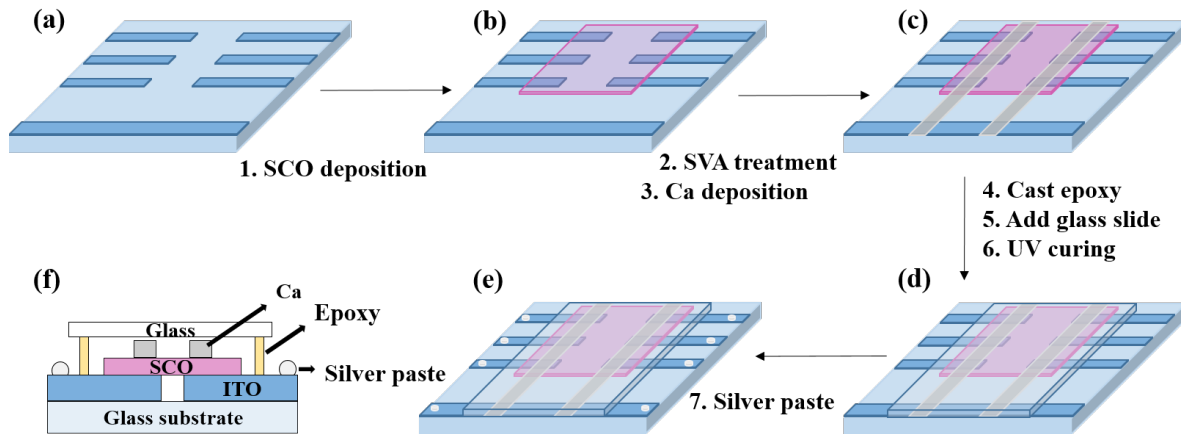 (a)
(b)
(c)
1. SCO deposition
2. SVA treatment
3. Ca deposition
4. Cast epoxy
5. Add glass slide
6. UV curing
(f)
Ca
Glass
Epoxy
SCO
Silver paste
ITO
Glass substrate
(e)
7. Silver paste
(d)